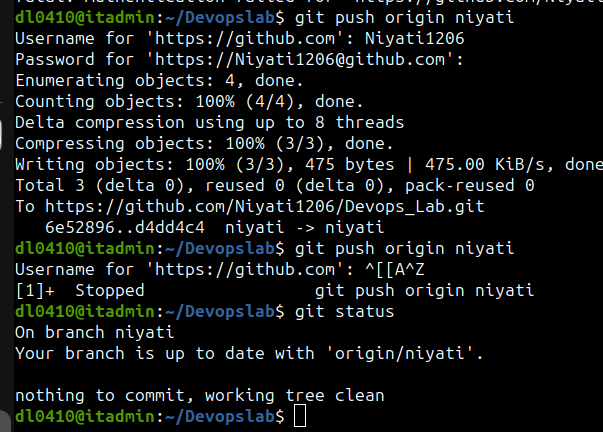 dl0410@itadmin:~/Devopslab$ git push origin niyati
Username for 'https://github.com': Niyati1206
Password for 'https://Niyati1206@github.com':
Enumerating objects: 4, done.
Counting objects: 100% (4/4), done.
Delta compression using up to 8 threads
Compressing objects: 100% (3/3), done.
Writing objects: 100% (3/3), 475 bytes | 475.00 KiB/s, done
Total 3 (delta 0), reused 0 (delta 0), pack-reused 0
To https://github.com/Niyati1206/Devops_Lab.git
   6e52896..d4dd4c4  niyati -> niyati
dl0410@itadmin:~/Devopslab$ git push origin niyati
Username for 'https://github.com': ^[[A^Z
[1]+  Stopped                 git push origin niyati
dl0410@itadmin:~/Devopslab$ git status
On branch niyati
Your branch is up to date with 'origin/niyati'.

nothing to commit, working tree clean
dl0410@itadmin:~/Devopslab$